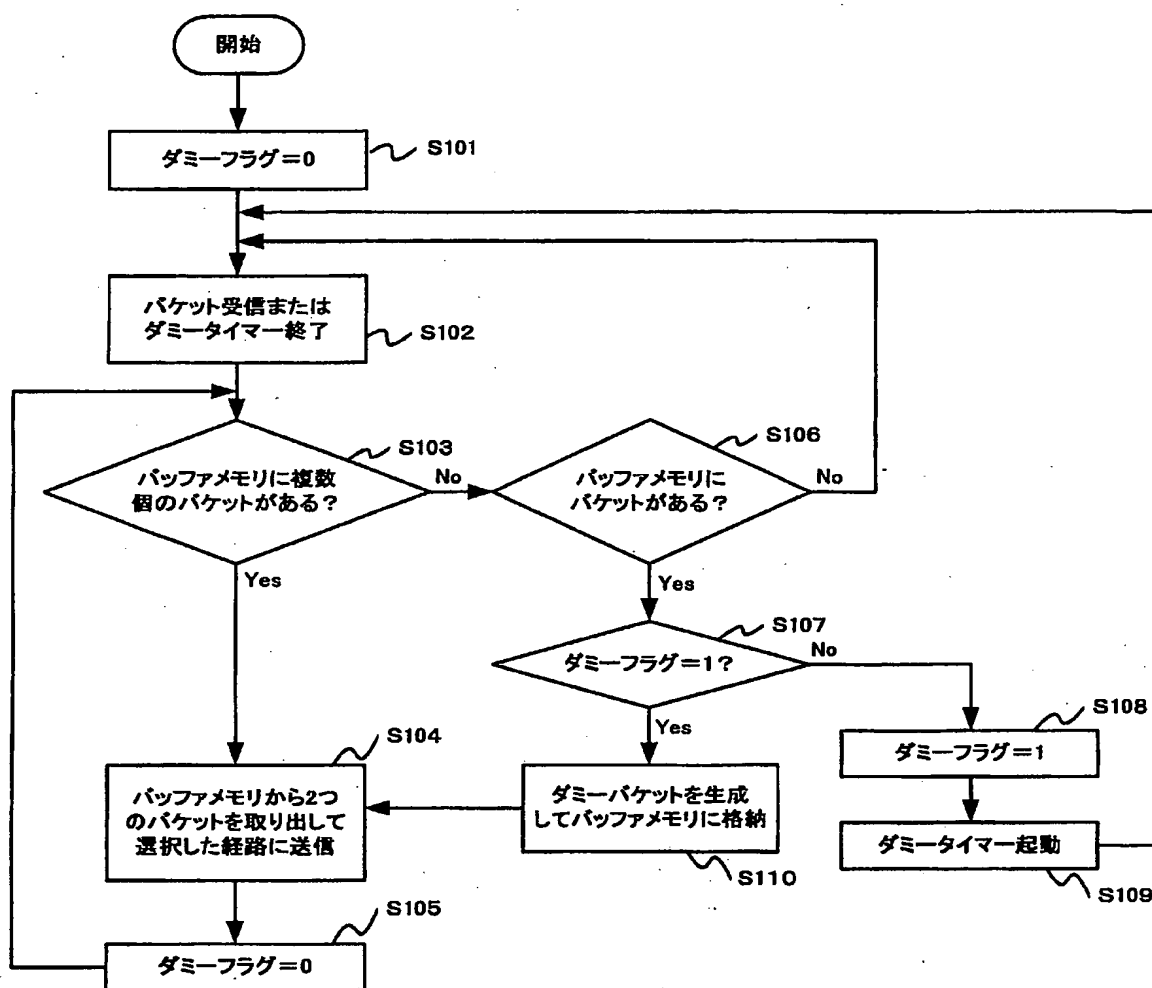 開始
ダミーフラグ=0
S101
パケット受信または
ダミータイマー終了
S102
バッファメモリに複数
個のパケットがある?
S103
No
Yes
バッファメモリに
パケットがある?
S106
No
Yes
ダミーフラグ=1?
S107
No
Yes
ダミーフラグ=1
S108
バッファメモリから2つ
のパケットを取り出して
選択した経路に送信
S104
ダミーパケットを生成
してバッファメモリに格納
S110
ダミータイマー起動
S109
ダミーフラグ=0
S105